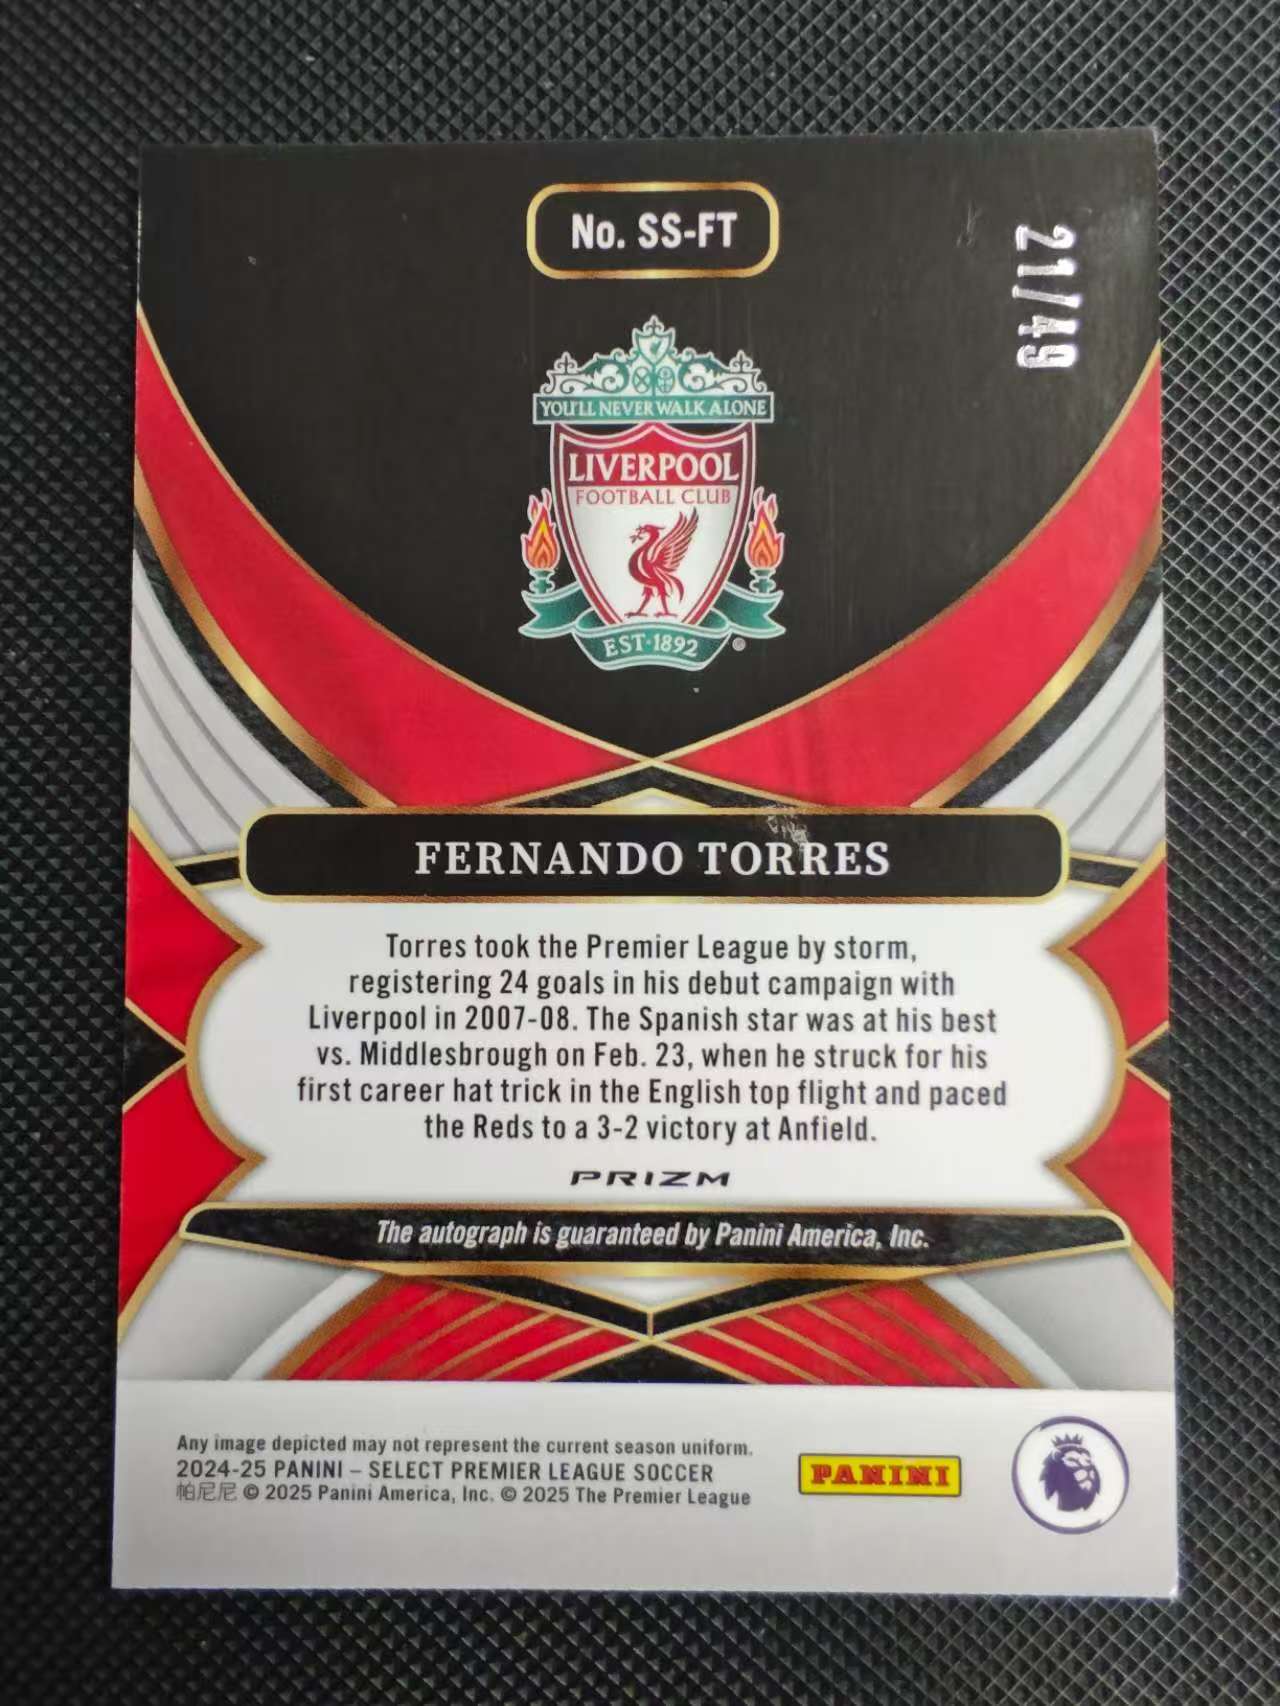 No. SS-FT
21/49
YOU'LL NEVER WALK ALONE
LIVERPOOL
FOOTBALL CLUB
EST·1892
FERNANDO TORRES
Torres took the Premier League by storm,
registering 24 goals in his debut campaign with
Liverpool in 2007-08. The Spanish star was at his best
vs. Middlesbrough on Feb. 23, when he struck for his
first career hat trick in the English top flight and paced
the Reds to a 3-2 victory at Anfield.
PRIZM
The autograph is guaranteed by Panini America, Inc.
Any image depicted may not represent the current season uniform.
2024-25 PANINI – SELECT PREMIER LEAGUE SOCCER
帕尼尼 © 2025 Panini America, Inc. © 2025 The Premier League
PANINI